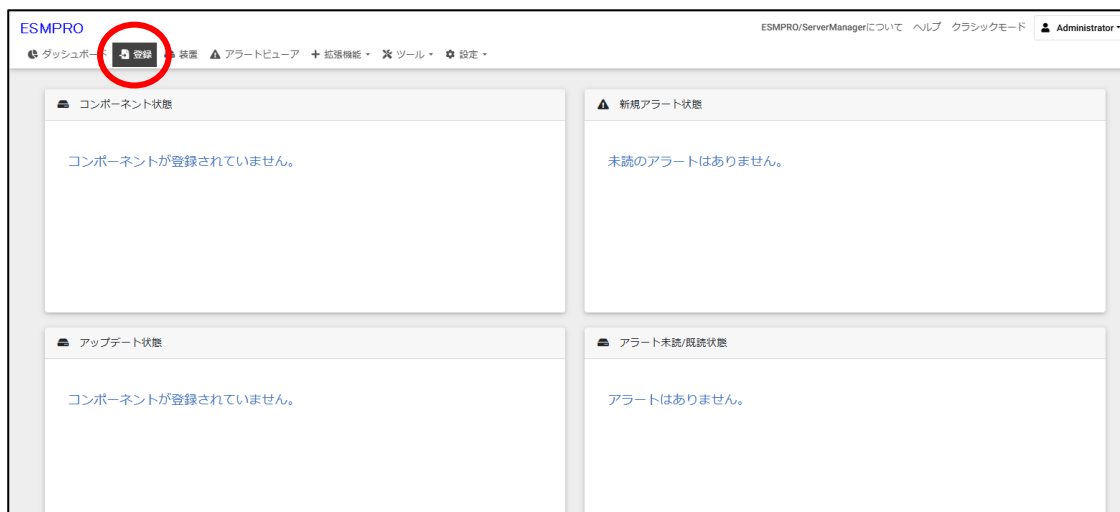 ESMPRO
ESMPRO/ServerManagerについて ヘルプ クラシックモード Administrator
ダッシュボード 登録 装置 アラートビューア 拡張機能 ツール 設定
コンポーネント状態
コンポーネントが登録されていません。
新規アラート状態
未読のアラートはありません。
アップデート状態
コンポーネントが登録されていません。
アラート未読/既読状態
アラートはありません。